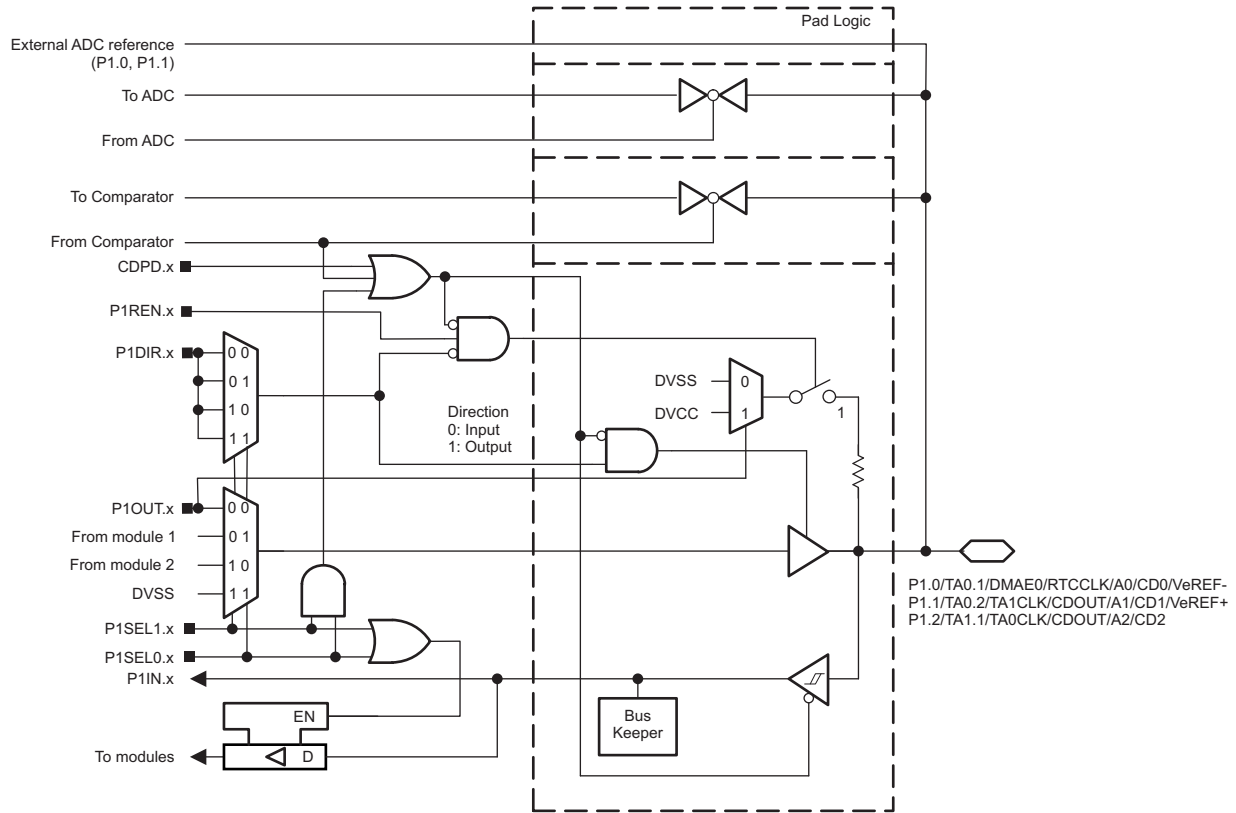 Pad Logic
External ADC reference
(P1.0, P1.1)
To ADC
From ADC
To Comparator
From Comparator
CDPD.x
P1REN.x
P1DIR.x
0 0
0 1
1 0
1 1
Direction
0: Input
1: Output
DVSS
0
DVCC
1
1
P1OUT.x
0 0
From module 1
0 1
From module 2
1 0
DVSS
1 1
P1.0/TA0.1/DMAE0/RTCCLK/A0/CD0/VeREF-
P1.1/TA0.2/TA1CLK/CDOUT/A1/CD1/VeREF+
P1.2/TA1.1/TA0CLK/CDOUT/A2/CD2
P1SEL1.x
P1SEL0.x
P1IN.x
EN
Bus
Keeper
To modules
D